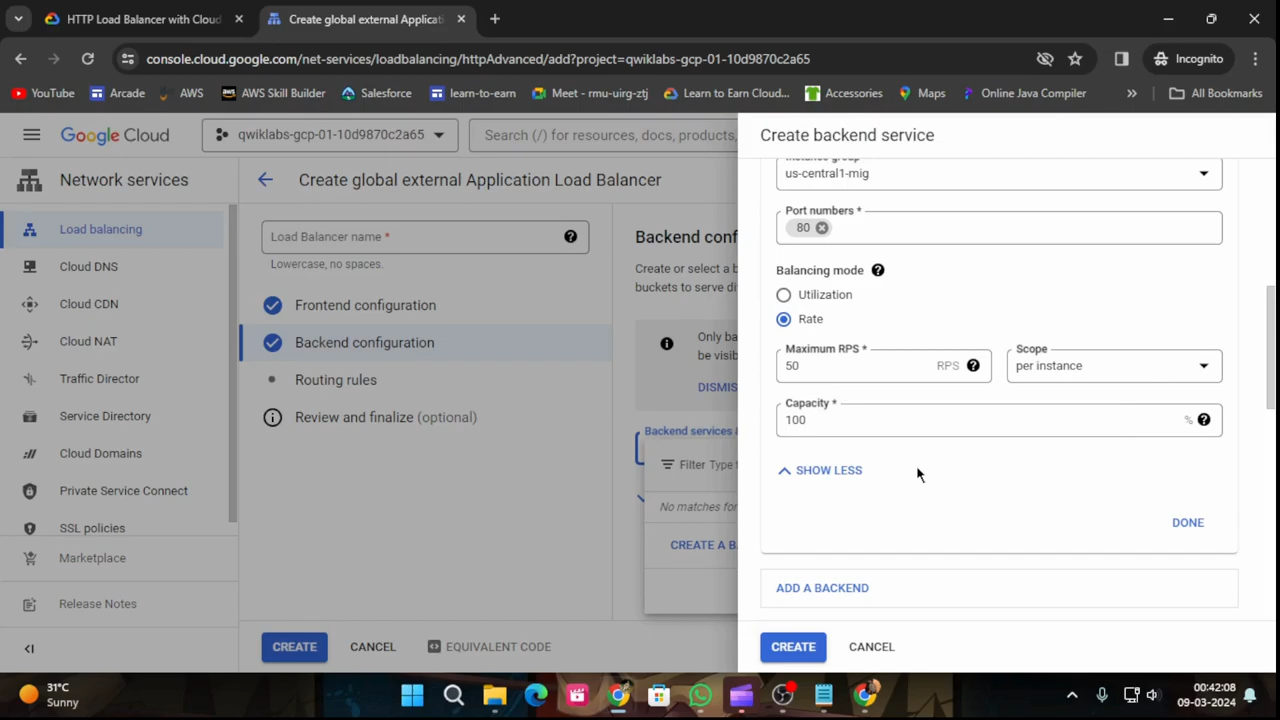 HTTP Load Balancer with Cloud
Create global external Applicati
console.cloud.google.com/net-services/loadbalancing/httpAdvanced/add?project=qwiklabs-gcp-01-10d9870c2a65
Incognito
YouTube
Arcade
AWS
AWS Skill Builder
Salesforce
learn-to-earn
Meet - rmu-uirg-ztj
Learn to Earn Cloud...
Accessories
Maps
Online Java Compiler
All Bookmarks
Google Cloud
qwiklabs-gcp-01-10d9870c2a65
Search (/) for resources, docs, products,
Network services
Load balancing
Cloud DNS
Cloud CDN
Cloud NAT
Traffic Director
Service Directory
Cloud Domains
Private Service Connect
SSL policies
Marketplace
Release Notes
Create global external Application Load Balancer
Load Balancer name *
Lowercase, no spaces.
Frontend configuration
Backend configuration
Routing rules
Review and finalize (optional)
CREATE
CANCEL
EQUIVALENT CODE
Backend conf
Create or select a b
buckets to serve di
Only ba
be visib
DISMIS
Backend services &
Filter Type t
No matches for
CREATE A B
Create backend service
Instance group
us-central1-mig
Port numbers *
80
Balancing mode
Utilization
Rate
Maximum RPS *
50
RPS
Scope
per instance
Capacity *
100
%
SHOW LESS
DONE
ADD A BACKEND
CREATE
CANCEL
31°C
Sunny
00:42:08
09-03-2024